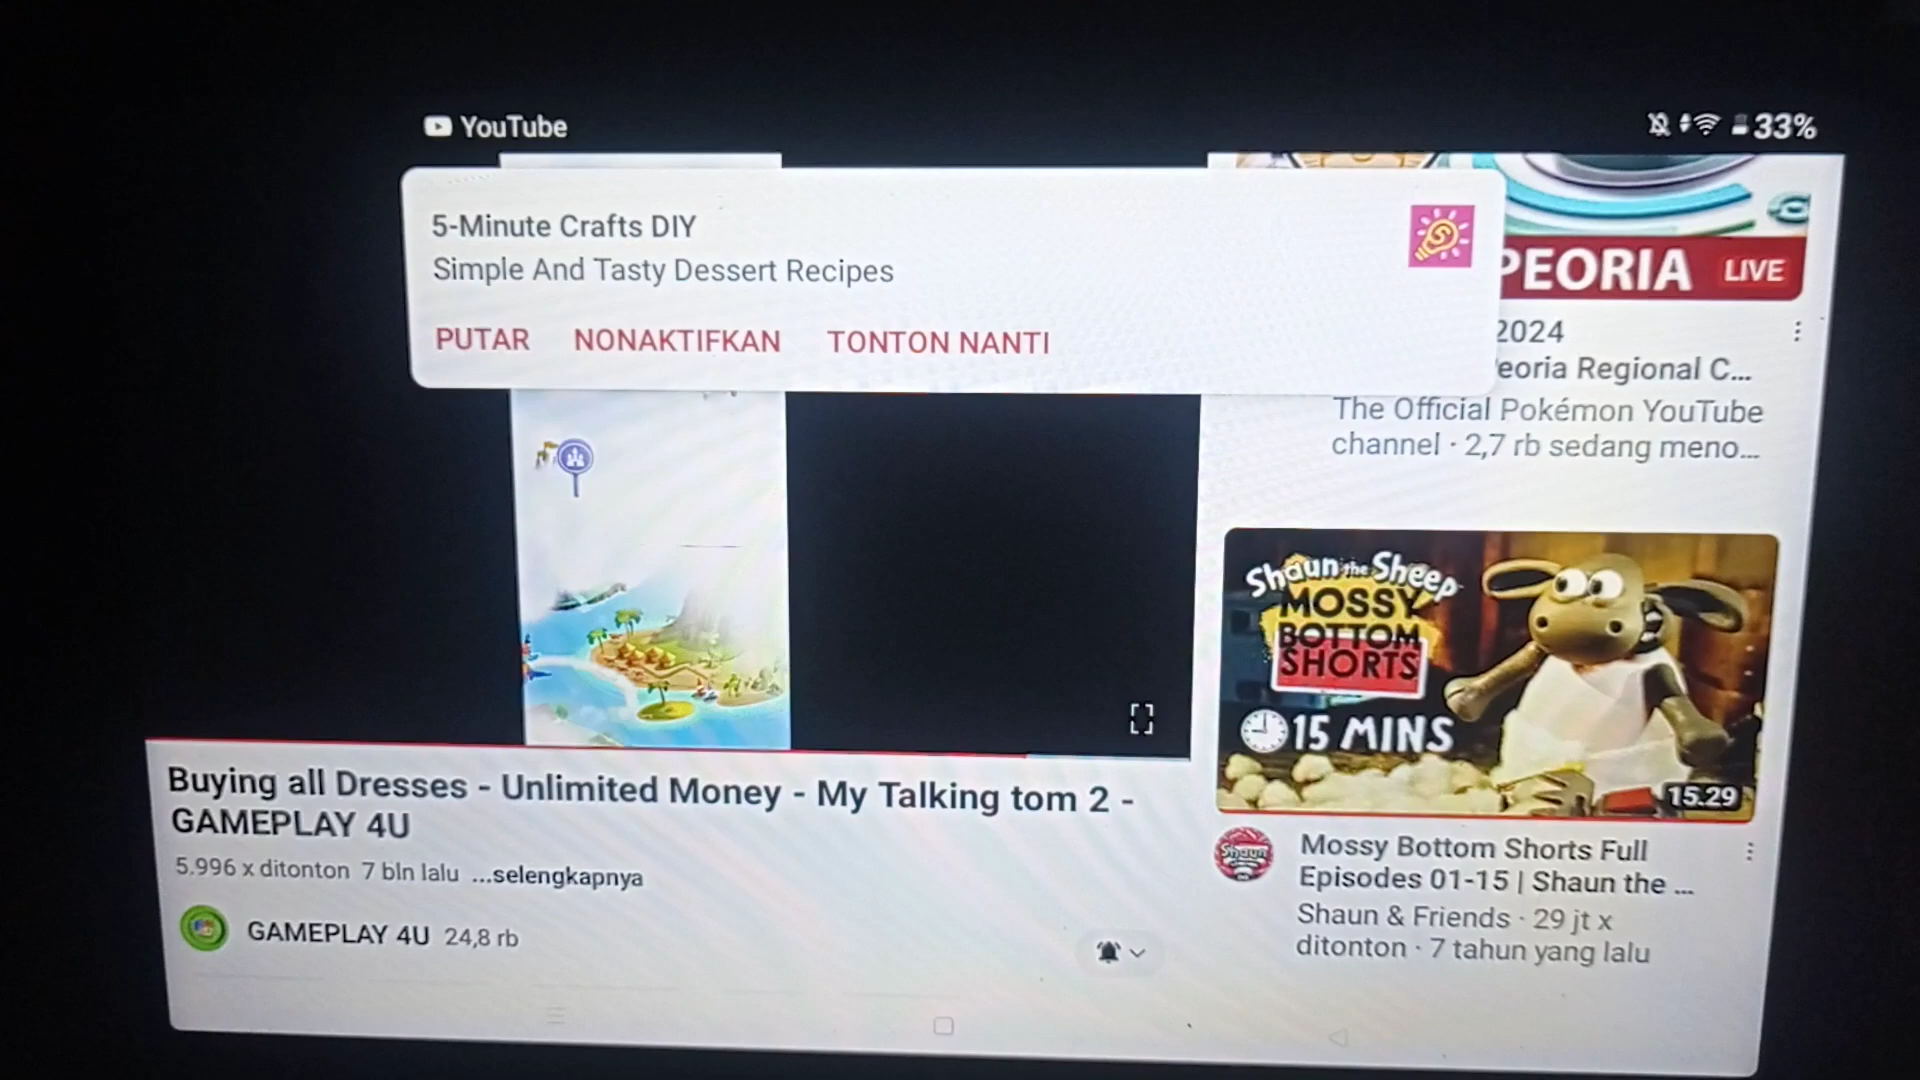 YouTube
33%
5-Minute Crafts DIY
Simple And Tasty Dessert Recipes
PUTAR NONAKTIFKAN TONTON NANTI
PEORIA LIVE
2024
eoria Regional C...
The Official Pokémon YouTube
channel · 2,7 rb sedang meno...
Shaun the Sheep
MOSSY
BOTTOM
SHORTS
15 MINS
15.29
Buying all Dresses - Unlimited Money - My Talking tom 2 -
GAMEPLAY 4U
5.996 x ditonton 7 bln lalu ...selengkapnya
GAMEPLAY 4U 24,8 rb
Shaun
Mossy Bottom Shorts Full
Episodes 01-15 | Shaun the ...
Shaun & Friends · 29 jt x
ditonton · 7 tahun yang lalu